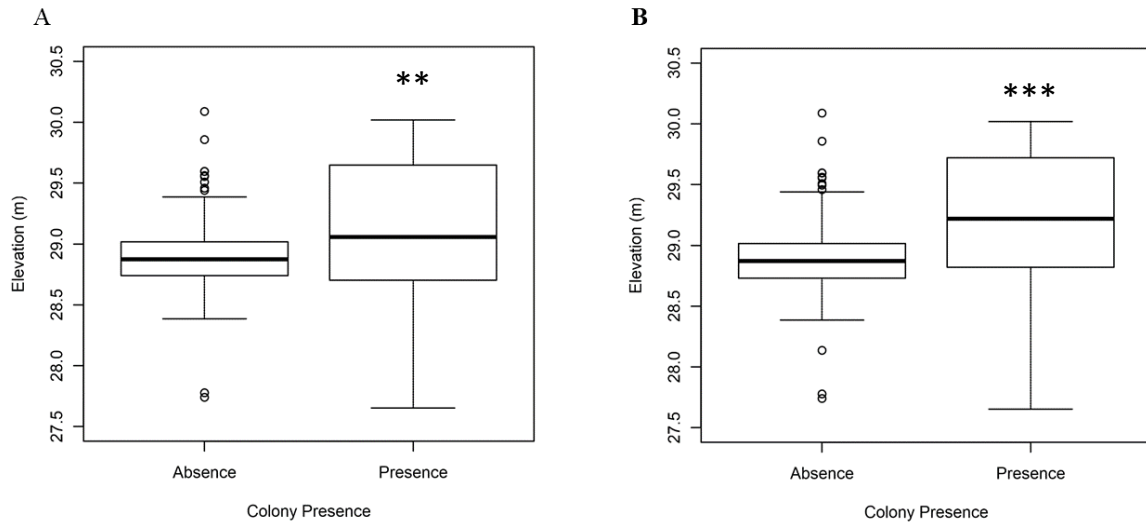 A
30.5
30.0
29.5
29.0
28.5
28.0
27.5
Elevation (m)
**
Absence
Presence
Colony Presence
B
30.5
30.0
29.5
29.0
28.5
28.0
27.5
Elevation (m)
***
Absence
Presence
Colony Presence